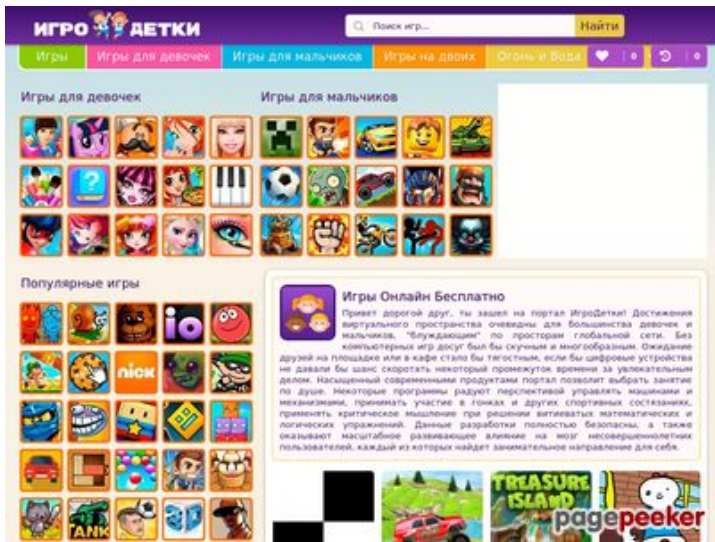 ИГРО ДЕТКИ
Поиск игр...
Найти
Игры
Игры для девочек
Игры для мальчиков
Игры на двоих
Огонь и Вода
0
0
Игры для девочек
Игры для мальчиков
?
Популярные игры
io
nick
TANK
3D
Игры Онлайн Бесплатно
Привет дорогой друг, ты зашел на портал ИгроДетки! Достижения
виртуального пространства очевидны для большинства девочек и
мальчиков, "блуждающим" по просторам глобальной сети. Без
компьютерных игр досуг был бы скучным и многообразным. Ожидание
друзей на площадке или в кафе стало бы тягостным, если бы цифровые устройства
не давали бы шанс скоротать некоторый промежуток времени за увлекательным
делом. Насыщенный современными продуктами портал позволит выбрать занятие
по душе. Некоторые программы радуют перспективой управлять машинами и
механизмами, принимать участие в гонках и других спортивных состязаниях,
применять критическое мышление при решении витиеватых математических и
логических упражнений. Данные разработки полностью безопасны, а также
оказывают масштабное развивающее влияние на мозг несовершеннолетних
пользователей, каждый из которых найдет занимательное направление для себя.
TREASURE
ISLAND
pagepeeker